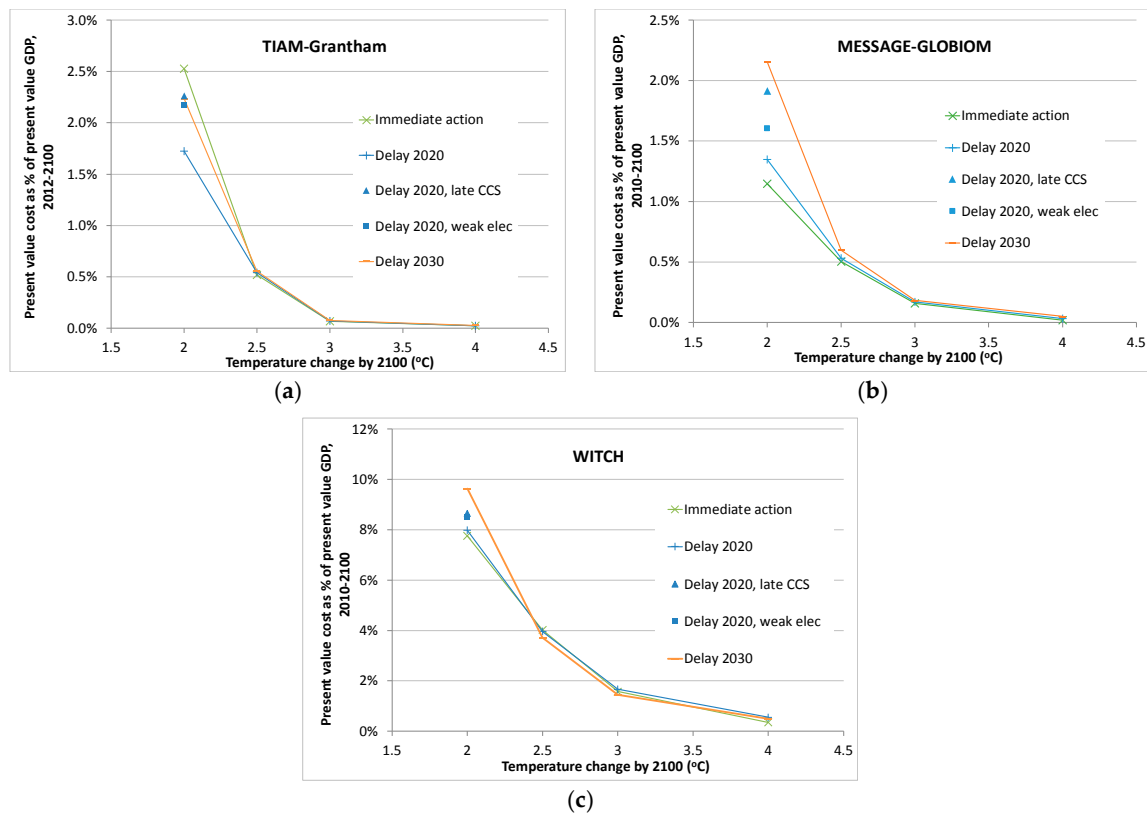 TIAM-Grantham
Present value cost as % of present value GDP,
2012-2100
3.0%
2.5%
2.0%
1.5%
1.0%
0.5%
0.0%
Immediate action
Delay 2020
Delay 2020, late CCS
Delay 2020, weak elec
Delay 2030
1.5 2 2.5 3 3.5 4 4.5
Temperature change by 2100 (°C)
(a)
MESSAGE-GLOBIOM
Present value cost as % of present value GDP,
2010-2100
2.5%
2.0%
1.5%
1.0%
0.5%
0.0%
Immediate action
Delay 2020
Delay 2020, late CCS
Delay 2020, weak elec
Delay 2030
1.5 2 2.5 3 3.5 4 4.5
Temperature change by 2100 (°C)
(b)
WITCH
Present value cost as % of present value GDP,
2010-2100
12%
10%
8%
6%
4%
2%
0%
Immediate action
Delay 2020
Delay 2020, late CCS
Delay 2020, weak elec
Delay 2030
1.5 2 2.5 3 3.5 4 4.5
Temperature change by 2100 (°C)
(c)